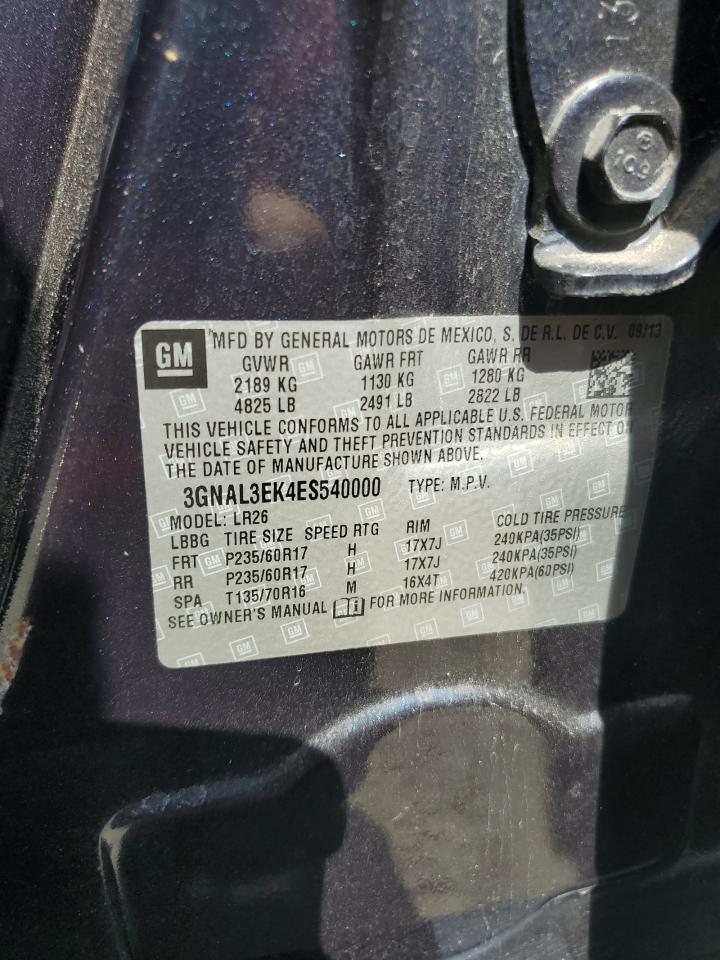 13
10.9
GM
MFD BY GENERAL MOTORS DE MEXICO, S. DE R.L. DE C.V. 09/13
GVWR GAWR FRT GAWR RR
2189 KG 1130 KG 1280 KG
4825 LB 2491 LB 2822 LB
THIS VEHICLE CONFORMS TO ALL APPLICABLE U.S. FEDERAL MOTOR
VEHICLE SAFETY AND THEFT PREVENTION STANDARDS IN EFFECT ON
THE DATE OF MANUFACTURE SHOWN ABOVE.
3GNAL3EK4ES540000 TYPE: M.P.V.
MODEL: LR26
LBBG TIRE SIZE SPEED RTG RIM COLD TIRE PRESSURE
FRT P235/60R17 H 17X7J 240KPA(35PSI)
RR P235/60R17 H 17X7J 240KPA(35PSI)
SPA T135/70R16 M 16X4T 420KPA(60PSI)
SEE OWNER'S MANUAL i FOR MORE INFORMATION.